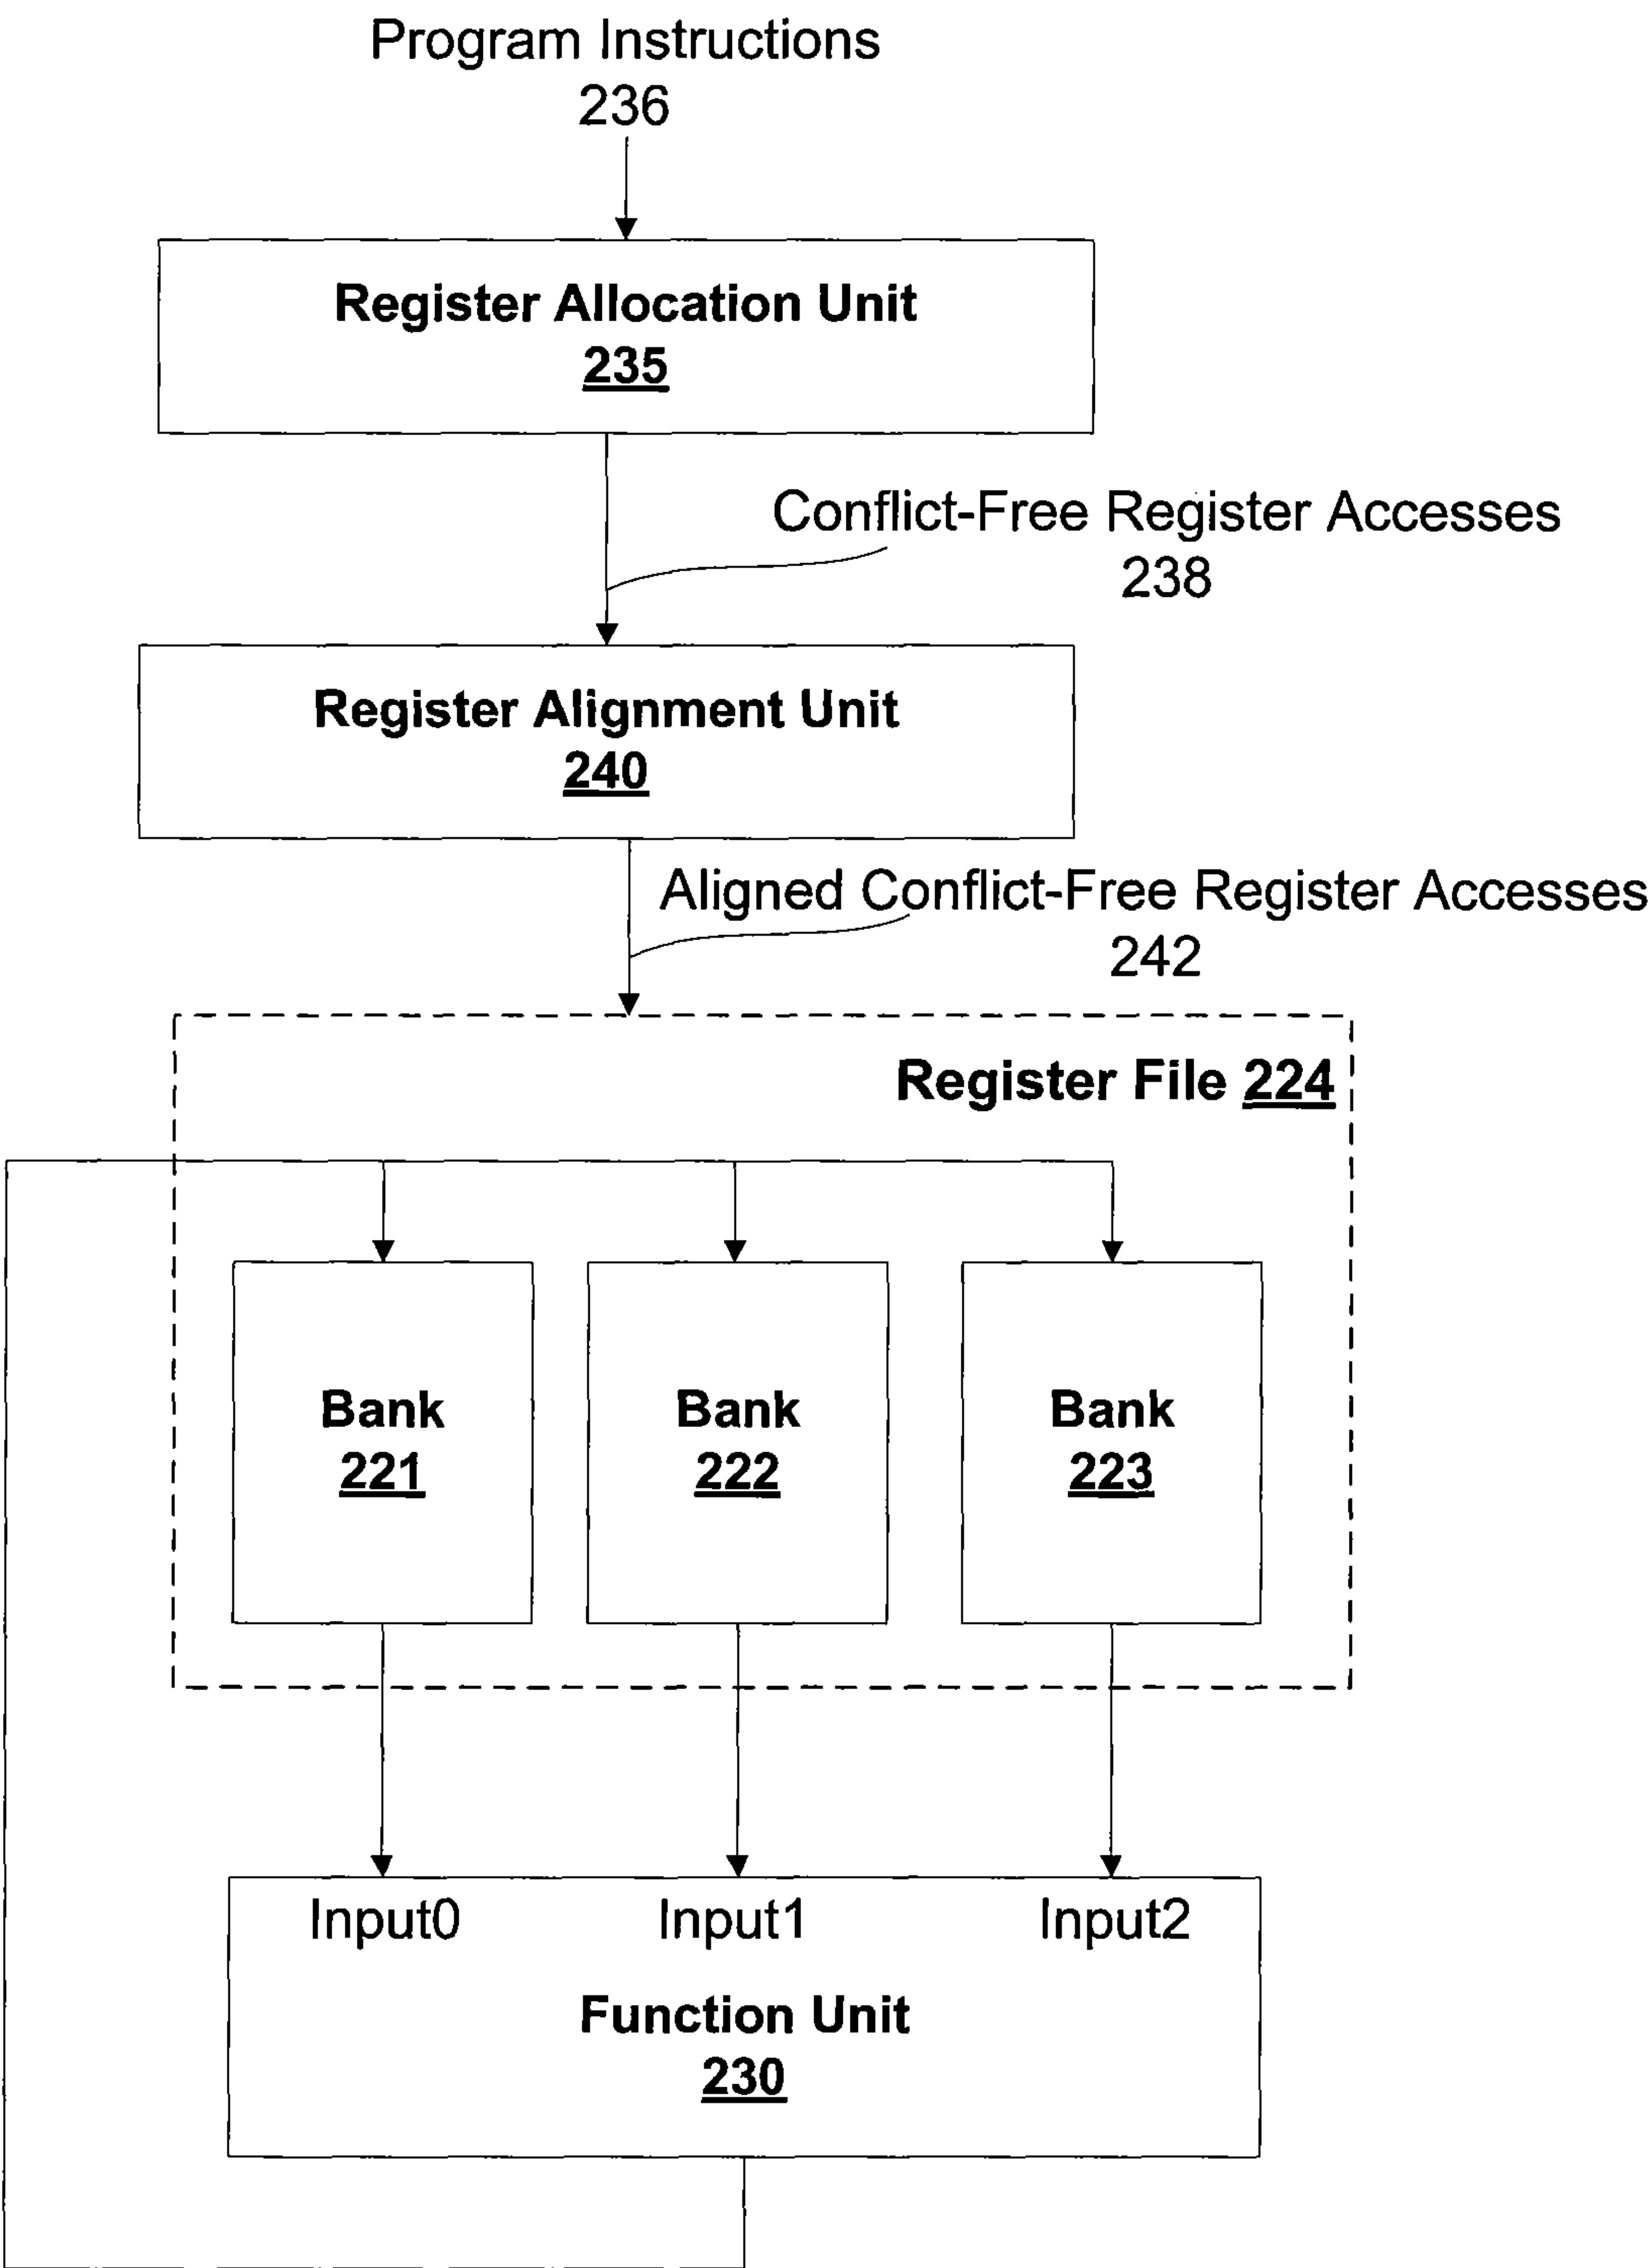 Program Instructions
236
Register Allocation Unit
235
Conflict-Free Register Accesses
238
Register Alignment Unit
240
Aligned Conflict-Free Register Accesses
242
Register File 224
Bank
221
Bank
222
Bank
223
Input0
Input1
Input2
Function Unit
230